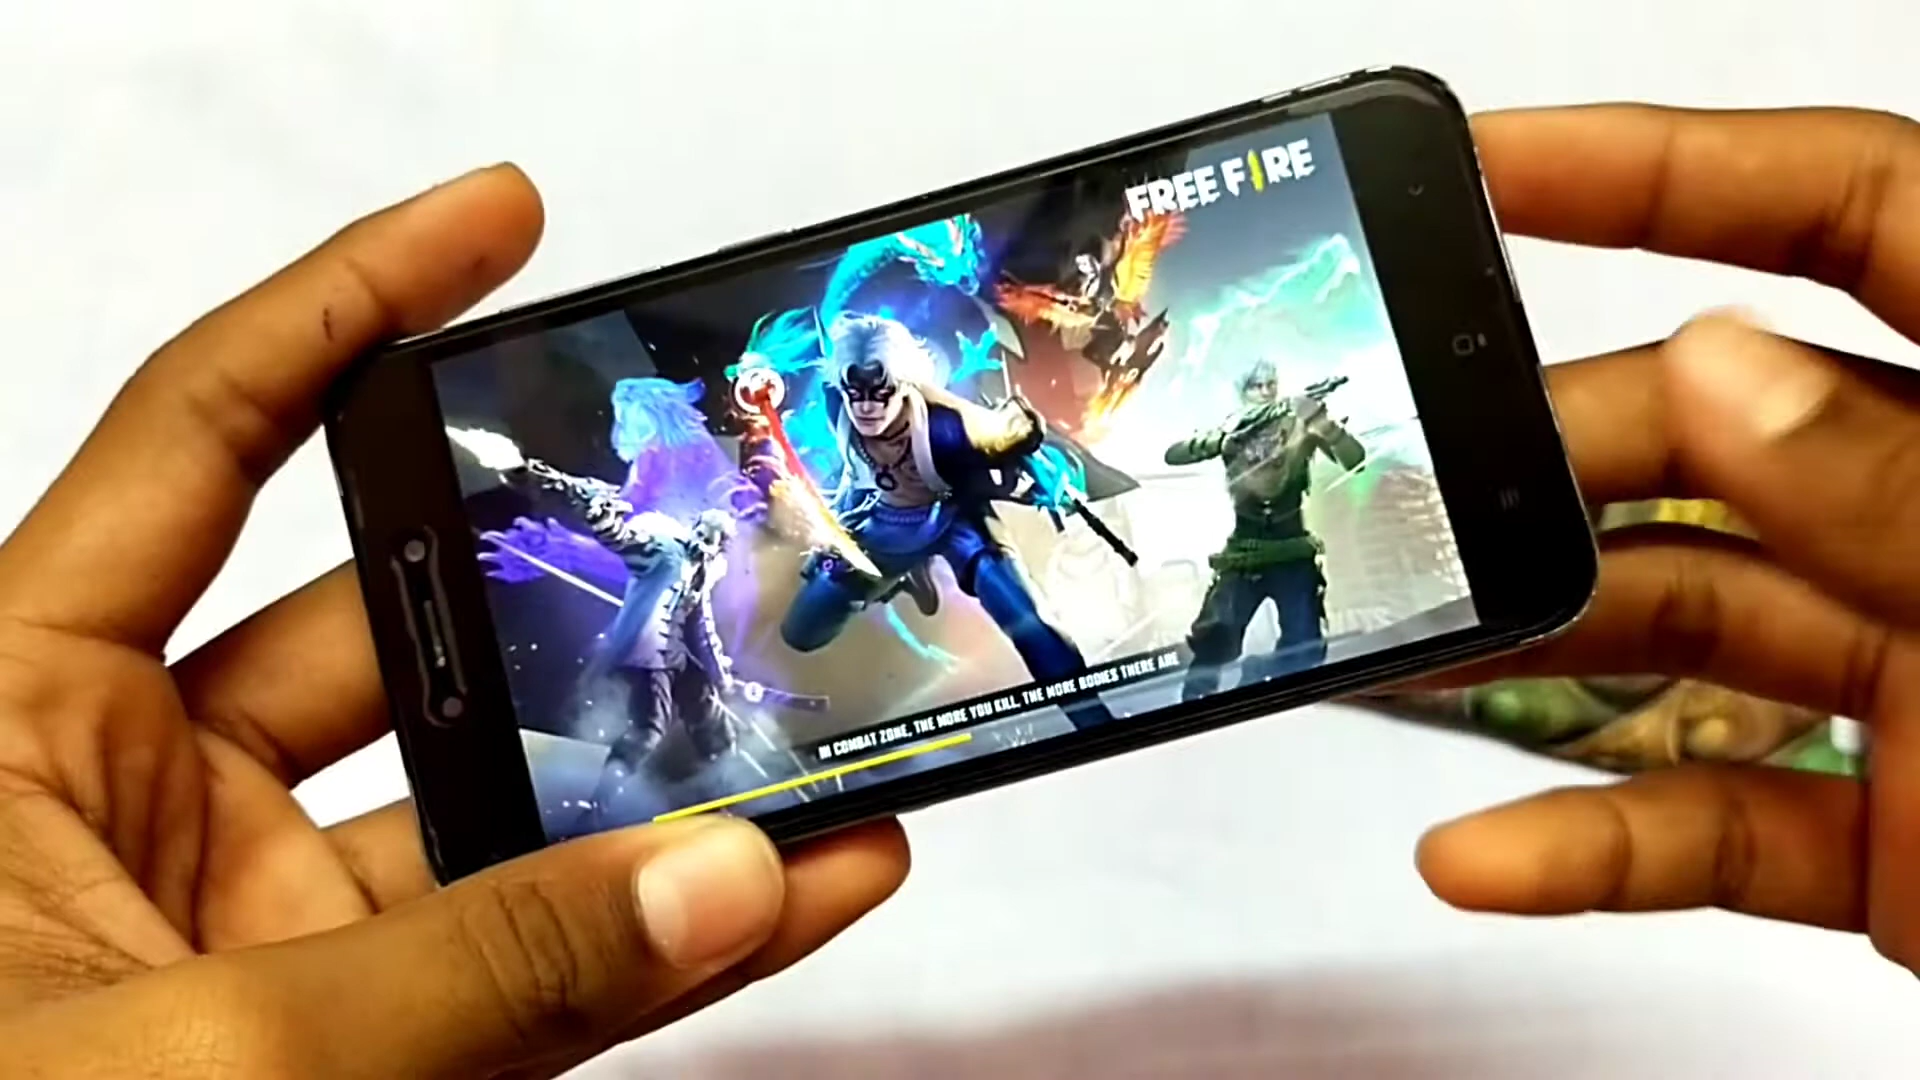 FREE FIRE
IN COMBAT ZONE, THE MORE YOU KILL, THE MORE BODIES THERE ARE